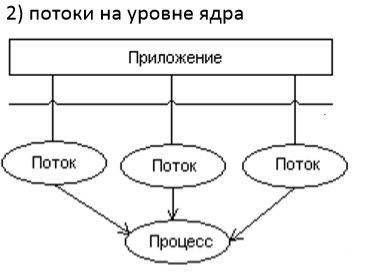 2) потоки на уровне ядра
Приложение
Поток
Поток
Поток
Процесс